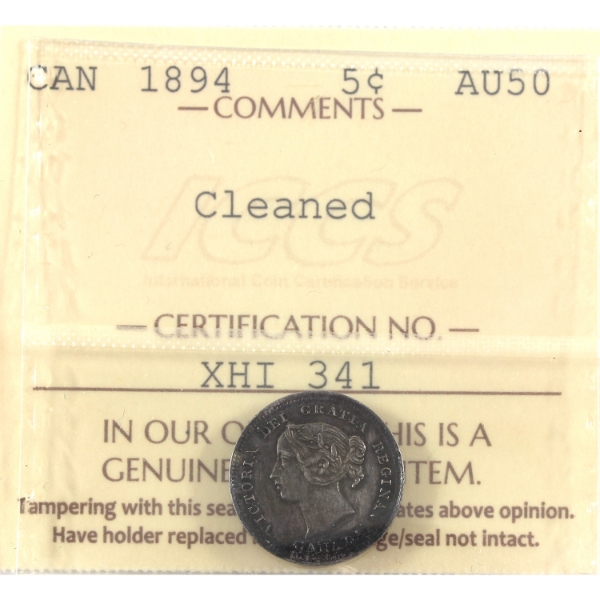 CAN 1894 5¢ AU50
—COMMENTS—
Cleaned
ICCS
International Coin Certification Service
— CERTIFICATION NO. —
XHI 341
IN OUR HIS IS A
GENUINE TEM.
Tampering with this sea ates above opinion.
Have holder replaced ge/seal not intact.
VICTORIA DEI GRATIA REGINA